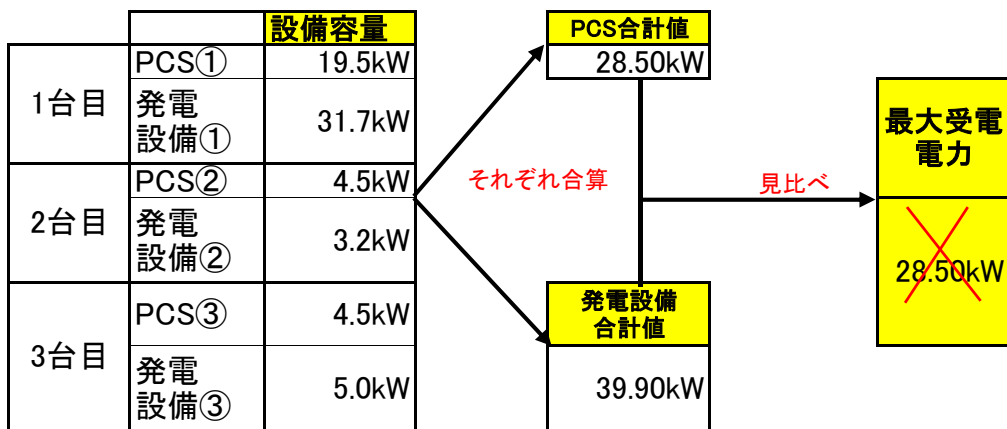 設備容量
1台目
PCS①
19.5kW
発電
設備①
31.7kW
2台目
PCS②
4.5kW
発電
設備②
3.2kW
3台目
PCS③
4.5kW
発電
設備③
5.0kW
それぞれ合算
PCS合計値
28.50kW
発電設備
合計値
39.90kW
見比べ
最大受電
電力
28.50kW